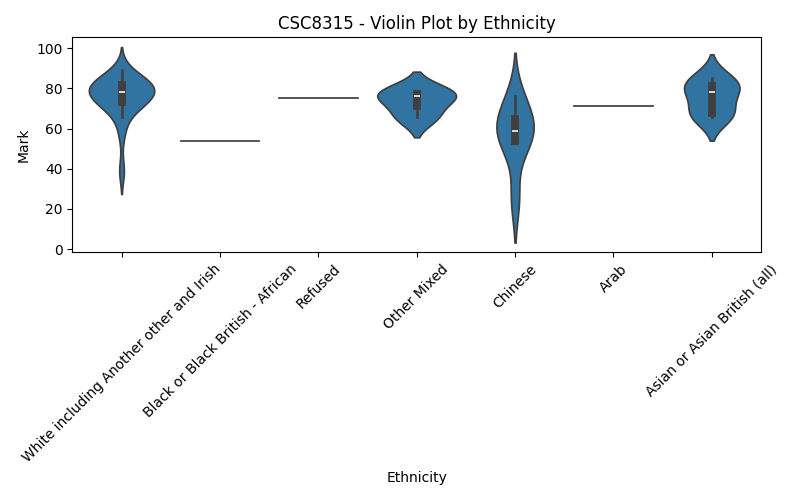 CSC8315 - Violin Plot by Ethnicity
100
80
60
40
20
0
Mark
White including Another other and Irish
Black or Black British - African
Refused
Other Mixed
Chinese
Arab
Asian or Asian British (all)
Ethnicity